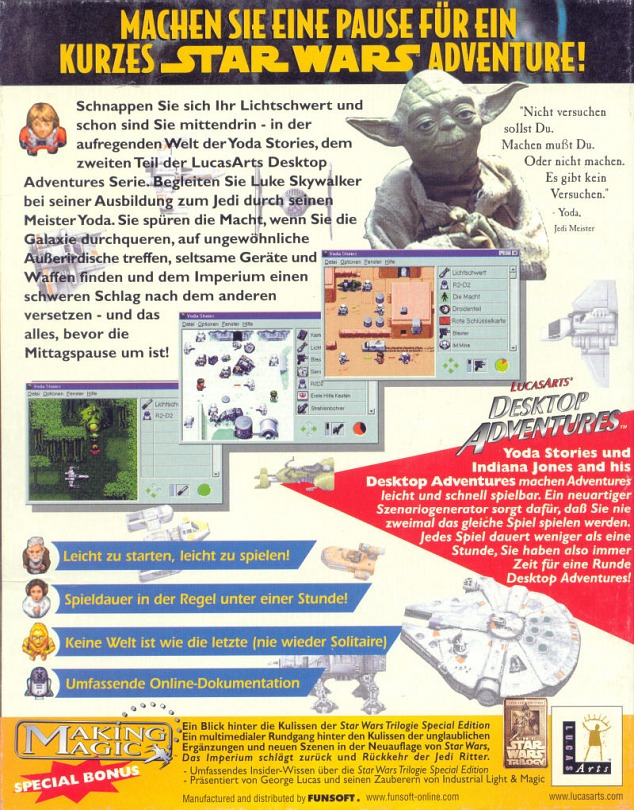 MACHEN SIE EINE PAUSE FÜR EIN
KURZES STAR WARS ADVENTURE!
Schnappen Sie sich Ihr Lichtschwert und
schon sind Sie mittendrin - in der
aufregenden Welt der Yoda Stories, dem
zweiten Teil der LucasArts Desktop
Adventures Serie. Begleiten Sie Luke Skywalker
bei seiner Ausbildung zum Jedi durch seinen
Meister Yoda. Sie spüren die Macht, wenn Sie die
Galaxie durchqueren, auf ungewöhnliche
Außerirdische treffen, seltsame Geräte und
Waffen finden und dem Imperium einen
schweren Schlag nach dem anderen
versetzen - und das
alles, bevor die
Mittagspause um ist!
"Nicht versuchen
sollst Du.
Machen mußt Du.
Oder nicht machen.
Es gibt kein
Versuchen."
- Yoda,
Jedi Meister
Yoda Stories
Datei Optionen Fenster Hilfe
Lichtschwert
R2-D2
Die Macht
Droidenteil
Rote Schlüsselkarte
Blaster
Yoda Stories
Datei Optionen Fenster Hilfe
R2D2
Erste Hilfe Kasten
Strahlenbohrer
Yoda Stories
Datei Optionen Fenster Hilfe
Lichtsch
R2-D2
LUCASARTS'
DESKTOP
ADVENTURES™
Yoda Stories und
Indiana Jones and his
Desktop Adventures machen Adventures
leicht und schnell spielbar. Ein neuartiger
Szenariogenerator sorgt dafür, daß Sie nie
zweimal das gleiche Spiel spielen werden.
Jedes Spiel dauert weniger als eine
Stunde, Sie haben also immer
Zeit für eine Runde
Desktop Adventures!
Leicht zu starten, leicht zu spielen!
Spieldauer in der Regel unter einer Stunde!
Keine Welt ist wie die letzte (nie wieder Solitaire)
Umfassende Online-Dokumentation
MAKING
MAGIC
SPECIAL BONUS
Ein Blick hinter die Kulissen der Star Wars Trilogie Special Edition
Ein multimedialer Rundgang hinter den Kulissen der unglaublichen
Ergänzungen und neuen Szenen in der Neuauflage von Star Wars,
Das Imperium schlägt zurück und Rückkehr der Jedi Ritter.
- Umfassendes Insider-Wissen über die Star Wars Trilogie Special Edition
- Präsentiert von George Lucas und seinen Zauberern von Industrial Light & Magic
STAR
WARS
TRILOGY
LUCAS
Arts
Manufactured and distributed by FUNSOFT. www.funsoft-online.com
www.lucasarts.com